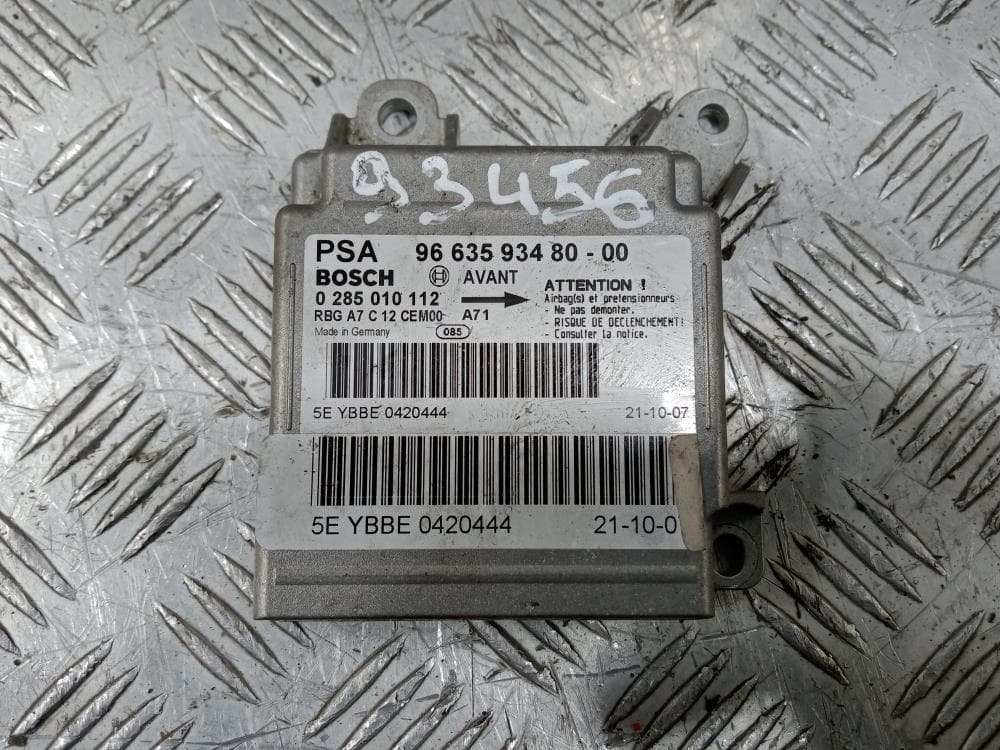 93456
PSA 96 635 934 80 - 00
BOSCH AVANT
0 285 010 112
RBG A7 C 12 CEM00 A71
Made in Germany 085
ATTENTION !
Airbag(s) et pretensionneurs
- Ne pas demonter.
- RISQUE DE DECLENCHEMENT!
- Consulter la notice.
5E YBBE 0420444 21-10-07
5E YBBE 0420444 21-10-0